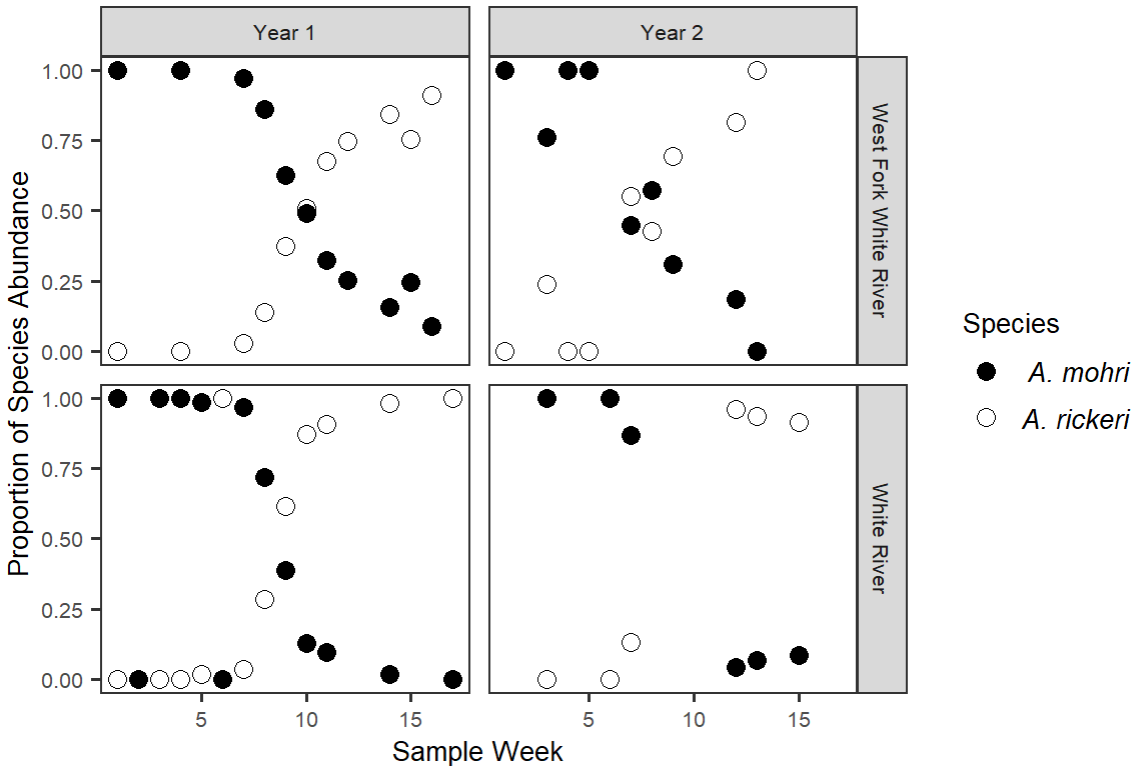 Year 1
Year 2
Proportion of Species Abundance
1.00
0.75
0.50
0.25
0.00
West Fork White River
1.00
0.75
0.50
0.25
0.00
White River
5
10
15
5
10
15
Sample Week
Species
A. mohri
A. rickeri